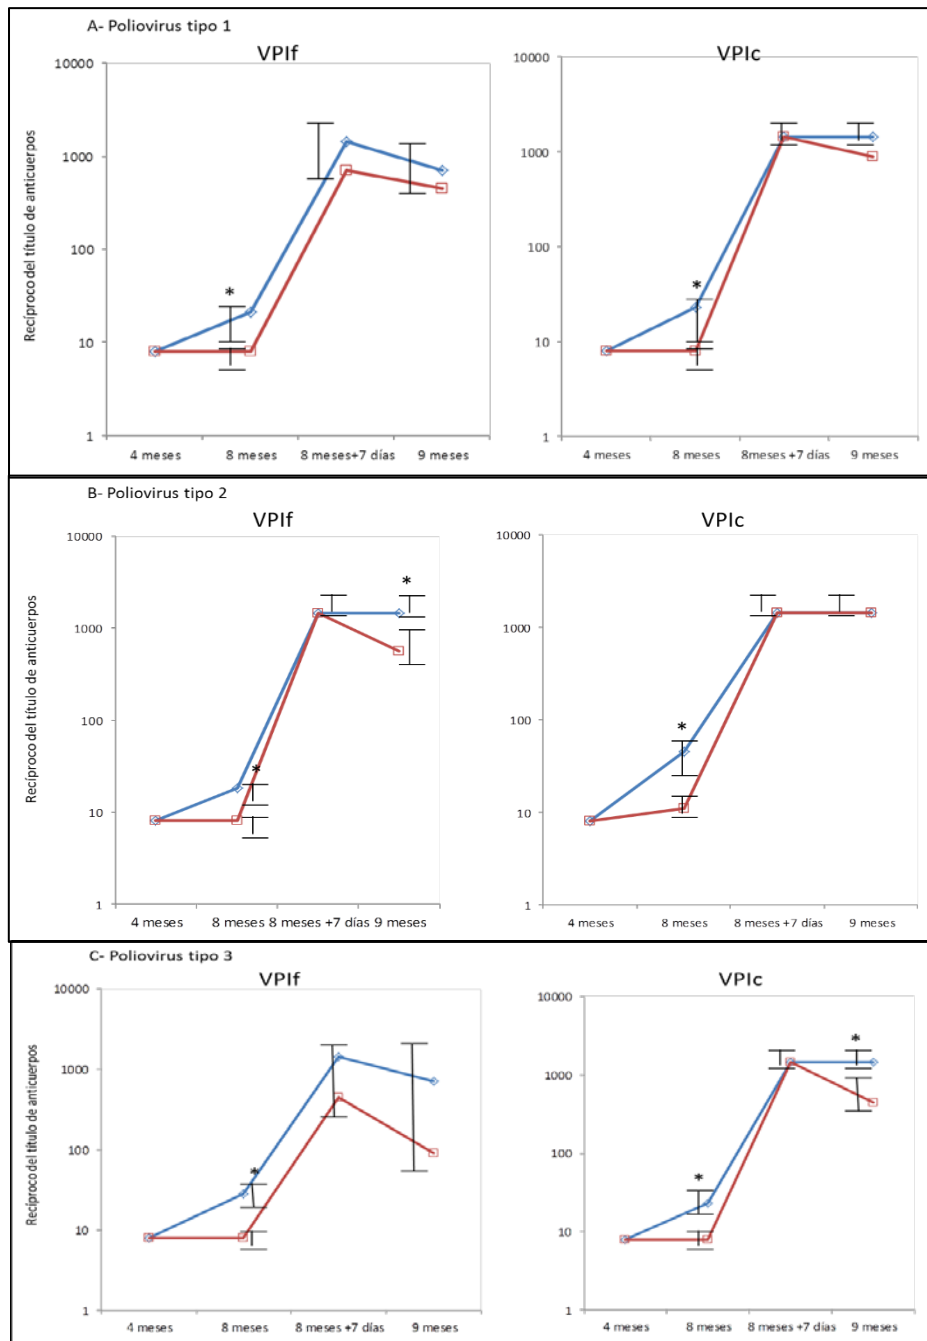 A- Poliovirus tipo 1
VPIf
VPIc
Recíproco del título de anticuerpos
10000
1000
100
10
1
*
4 meses
8 meses
8 meses+7 días
9 meses
10000
1000
100
10
1
*
4 meses
8 meses
8meses +7 días
9 meses
B- Poliovirus tipo 2
VPIf
VPIc
Recíproco del título de anticuerpos
10000
1000
100
10
1
*
*
4 meses
8 meses
8 meses +7 días
9 meses
10000
1000
100
10
1
*
4 meses
8 meses
8 meses +7 días
9 meses
C- Poliovirus tipo 3
VPIf
VPIc
Recíproco del título de anticuerpos
10000
1000
100
10
1
*
4 meses
8 meses
8 meses +7 días
9 meses
10000
1000
100
10
1
*
*
4 meses
8 meses
8 meses +7 días
9 meses